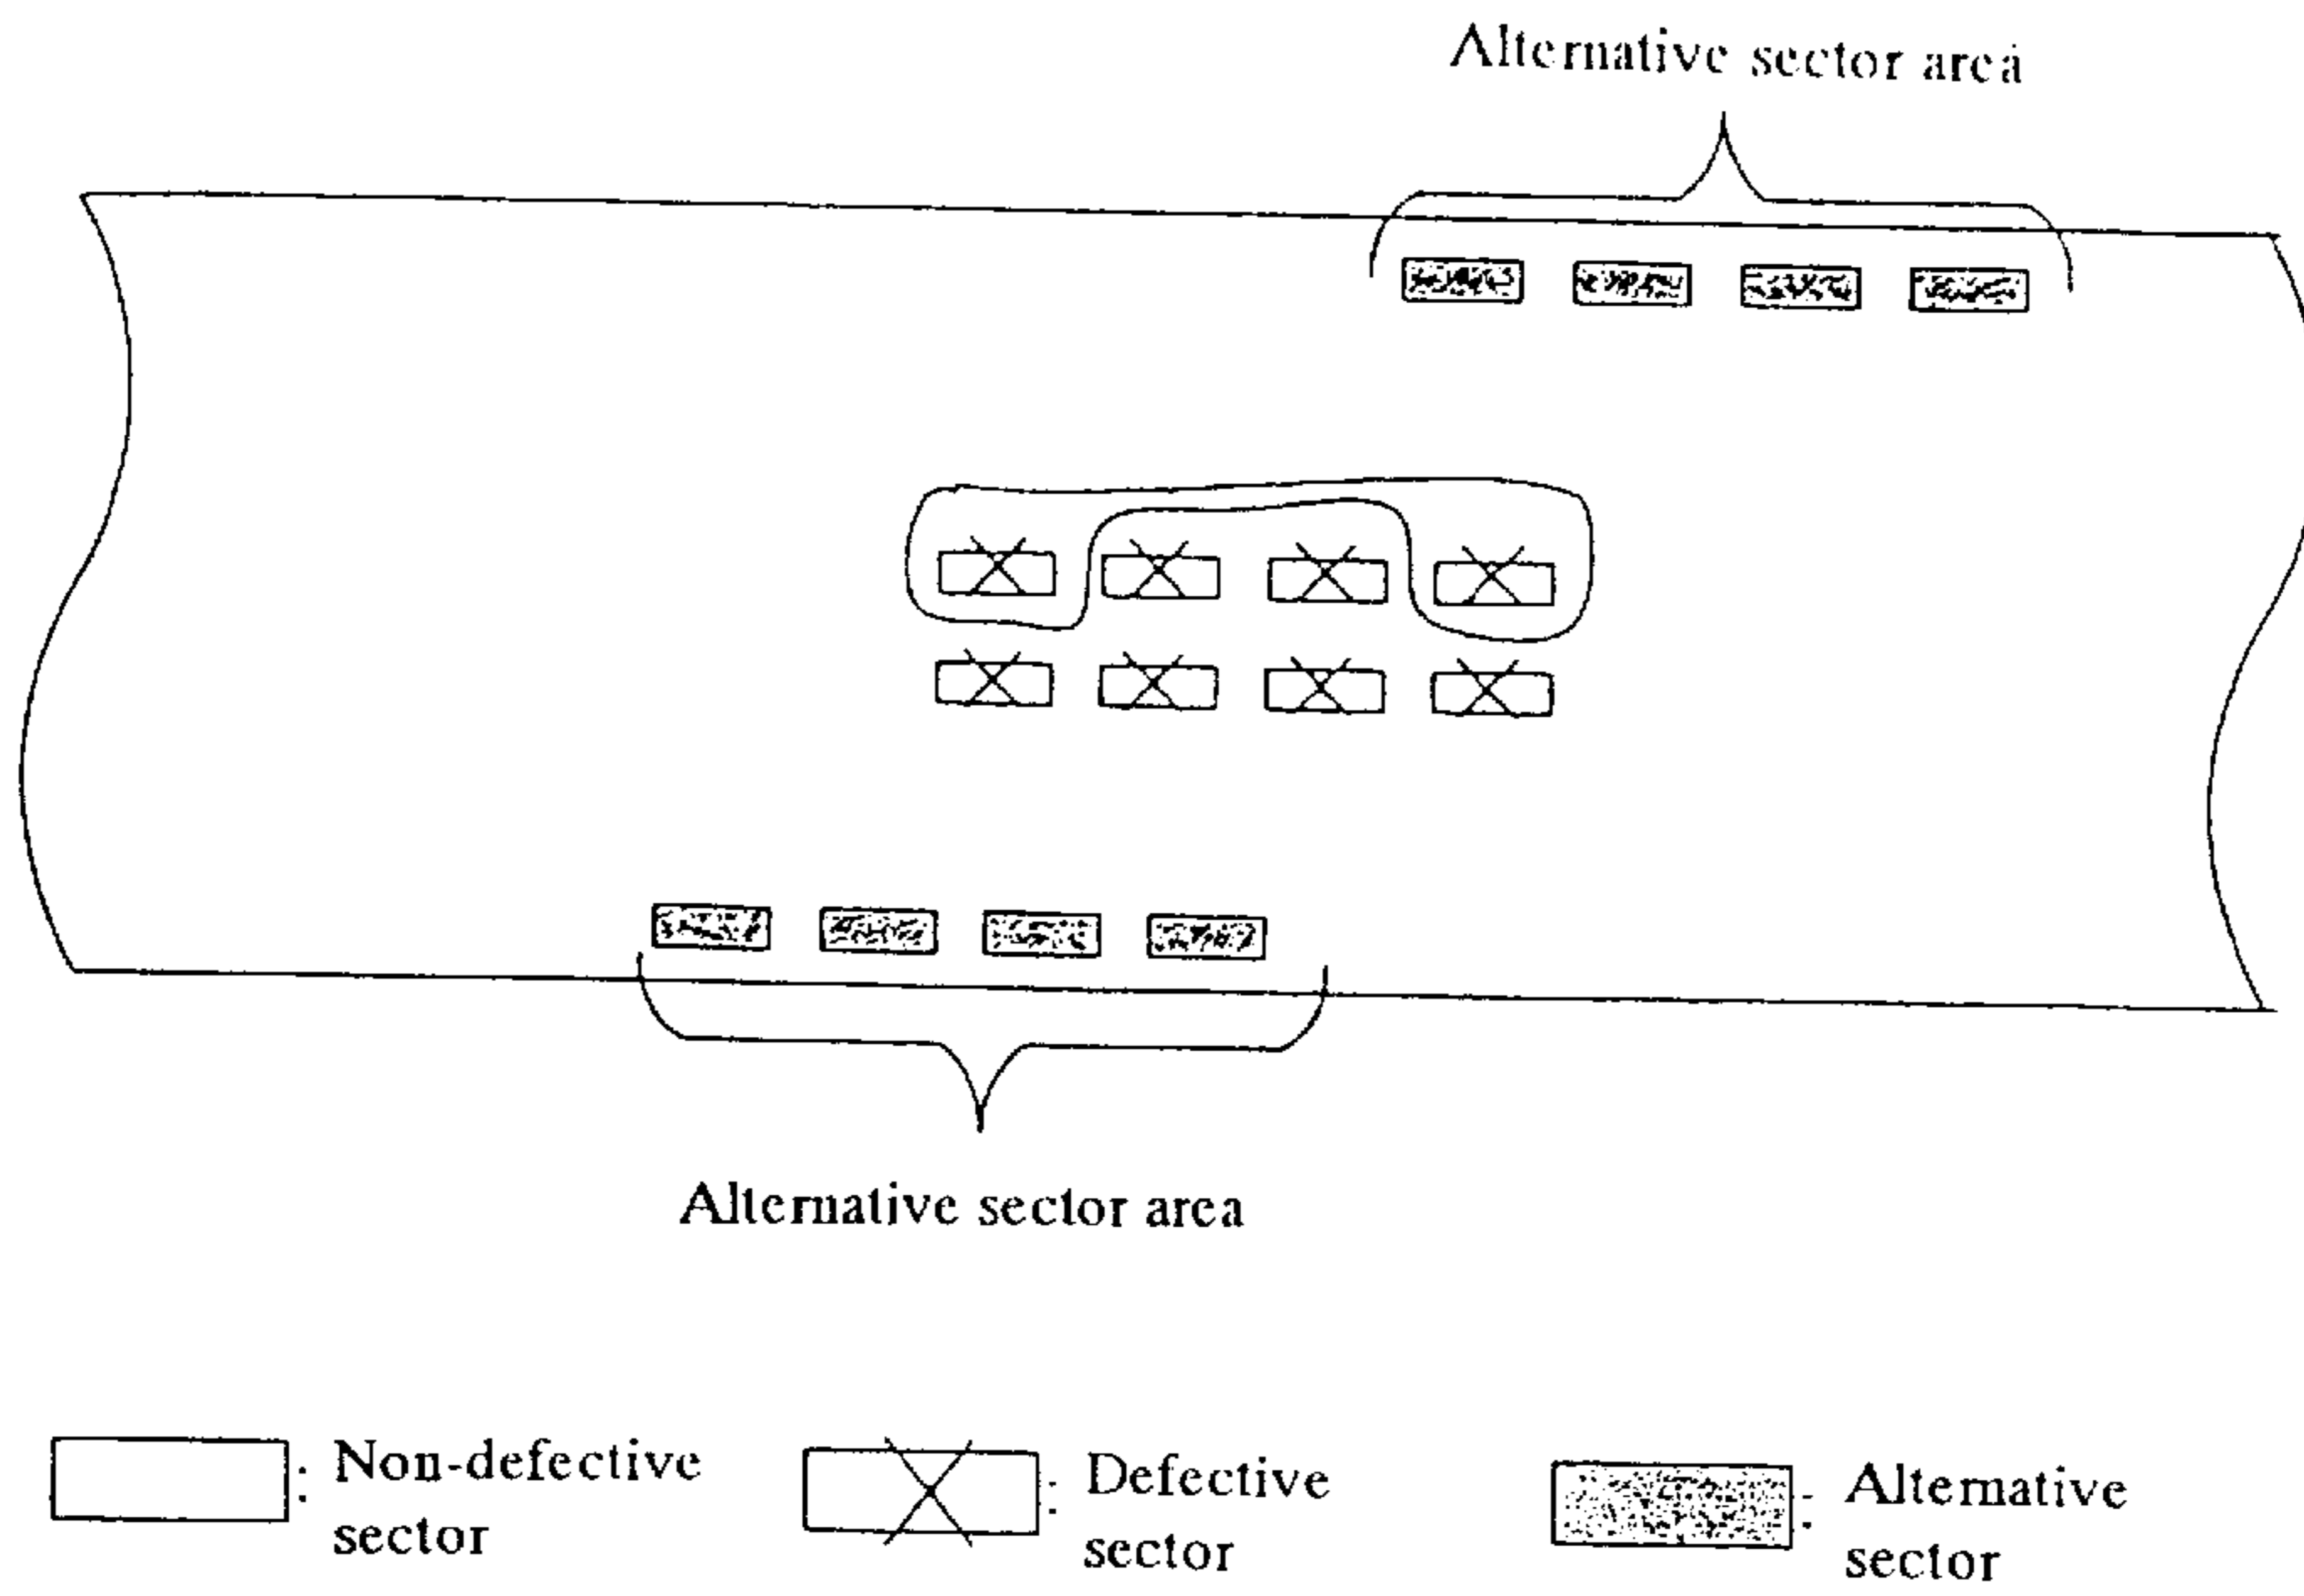 Alternative sector area
Alternative sector area
: Non-defective
sector
: Defective
sector
: Alternative
sector